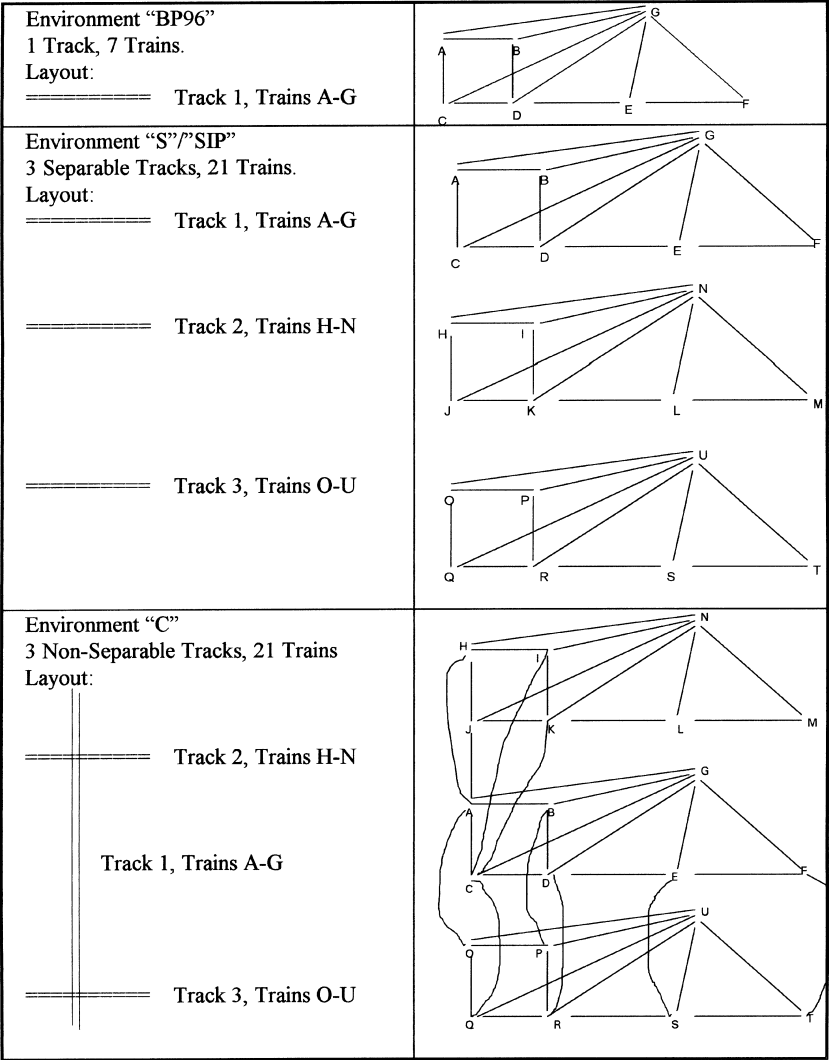 Environment “BP96”
1 Track, 7 Trains.
Layout:
Track 1, Trains A-G
G
A B
C D E F
Environment “S”/”SIP”
3 Separable Tracks, 21 Trains.
Layout:
Track 1, Trains A-G
Track 2, Trains H-N
Track 3, Trains O-U
G
A B
C D E F
N
H I
J K L M
U
O P
Q R S T
Environment “C”
3 Non-Separable Tracks, 21 Trains
Layout:
Track 2, Trains H-N
Track 1, Trains A-G
Track 3, Trains O-U
N
H I
J K L M
G
A B
C D E F
U
O P
Q R S T